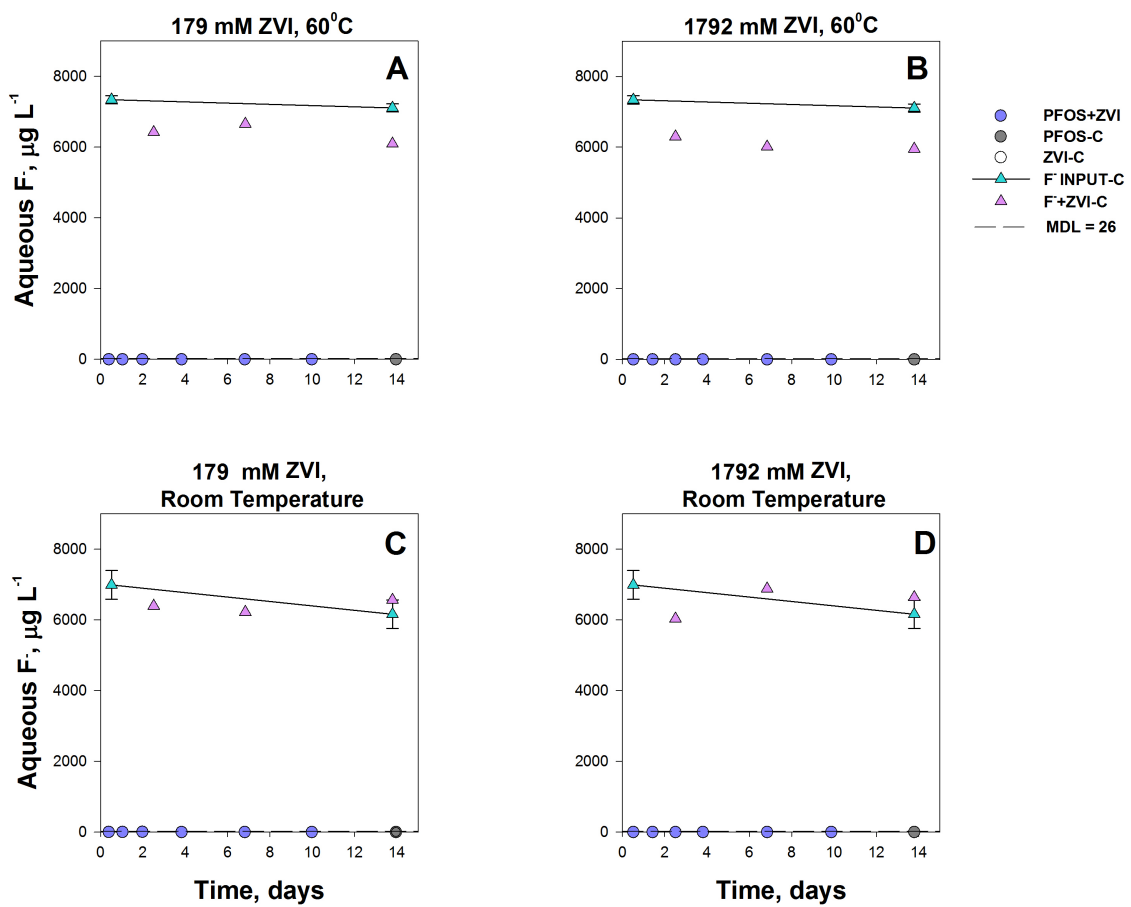 179 mM ZVI, 60⁰C
A
Aqueous F⁻, μg L⁻¹
8000
6000
4000
2000
0
0 2 4 6 8 10 12 14
1792 mM ZVI, 60⁰C
B
8000
6000
4000
2000
0
0 2 4 6 8 10 12 14
PFOS+ZVI
PFOS-C
ZVI-C
F⁻ INPUT-C
F⁻+ZVI-C
MDL = 26
179 mM ZVI,
Room Temperature
C
Aqueous F⁻, μg L⁻¹
8000
6000
4000
2000
0
0 2 4 6 8 10 12 14
Time, days
1792 mM ZVI,
Room Temperature
D
8000
6000
4000
2000
0
0 2 4 6 8 10 12 14
Time, days